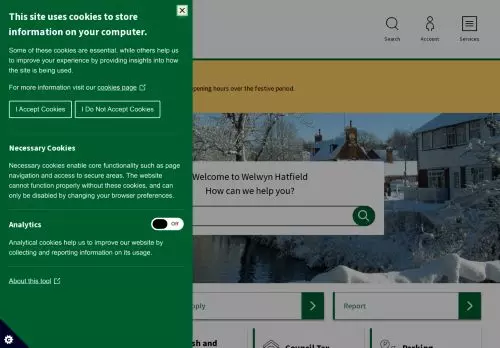 This site uses cookies to store
information on your computer.
Some of these cookies are essential, while others help us
to improve your experience by providing insights into how
the site is being used.
For more information visit our cookies page
I Accept Cookies
I Do Not Accept Cookies
Necessary Cookies
Necessary cookies enable core functionality such as page
navigation and access to secure areas. The website
cannot function properly without these cookies, and can
only be disabled by changing your browser preferences.
Analytics
Off
Analytical cookies help us to improve our website by
collecting and reporting information on its usage.
About this tool
Search
Account
Services
opening hours over the festive period.
Welcome to Welwyn Hatfield
How can we help you?
Report
and
Council Tax
Parking